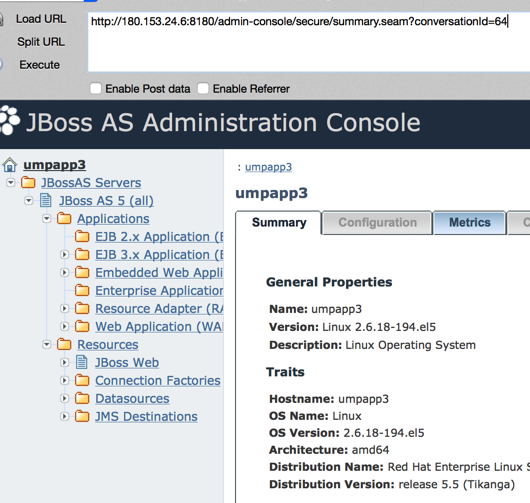 Load URL
http://180.153.24.6:8180/admin-console/secure/summary.seam?conversationId=64
Split URL
Execute
Enable Post data Enable Referrer
JBoss AS Administration Console
umpapp3
JBossAS Servers
JBoss AS 5 (all)
Applications
EJB 2.x Application (E
EJB 3.x Application (E
Embedded Web Appli
Enterprise Application
Resource Adapter (RA
Web Application (WA
Resources
JBoss Web
Connection Factories
Datasources
JMS Destinations
: umpapp3
umpapp3
Summary Configuration Metrics C
General Properties
Name: umpapp3
Version: Linux 2.6.18-194.el5
Description: Linux Operating System
Traits
Hostname: umpapp3
OS Name: Linux
OS Version: 2.6.18-194.el5
Architecture: amd64
Distribution Name: Red Hat Enterprise Linux S
Distribution Version: release 5.5 (Tikanga)